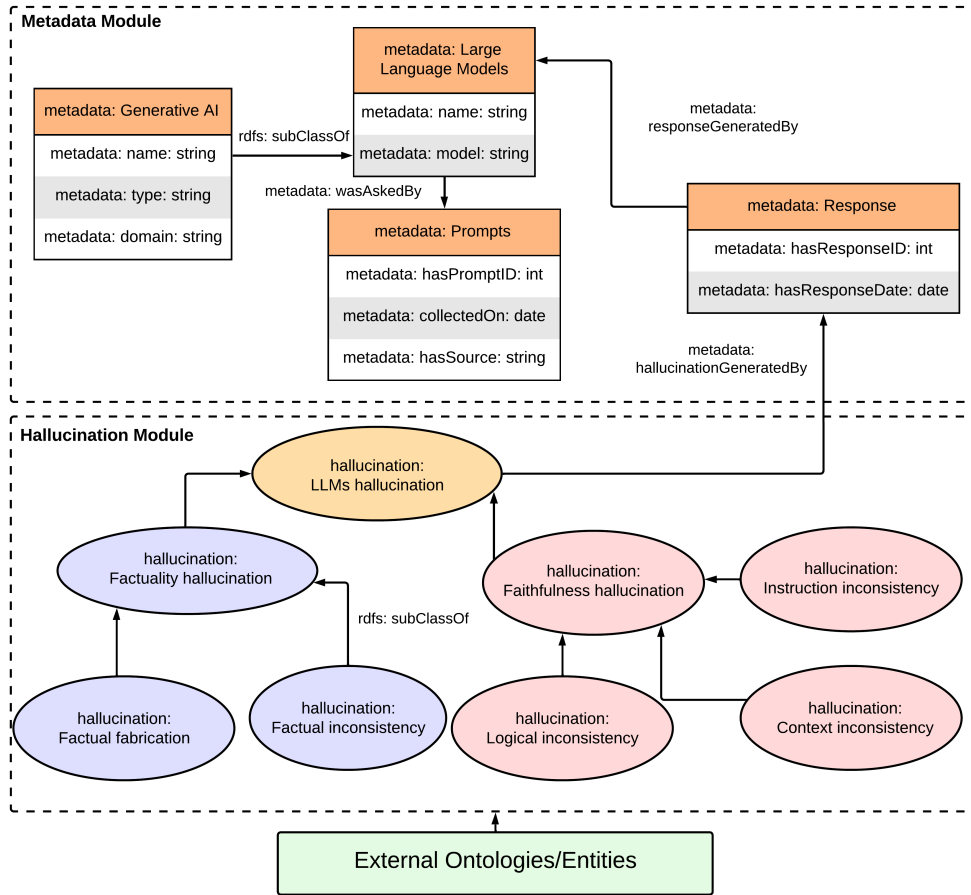 Metadata Module
metadata: Large
Language Models
metadata: name: string
metadata: model: string
metadata: Generative AI
metadata: name: string
metadata: type: string
metadata: domain: string
rdfs: subClassOf
metadata: wasAskedBy
metadata:
responseGeneratedBy
metadata: Prompts
metadata: hasPromptID: int
metadata: collectedOn: date
metadata: hasSource: string
metadata: Response
metadata: hasResponseID: int
metadata: hasResponseDate: date
metadata:
hallucinationGeneratedBy
Hallucination Module
hallucination:
LLMs hallucination
hallucination:
Factuality hallucination
hallucination:
Faithfulness hallucination
hallucination:
Instruction inconsistency
rdfs: subClassOf
hallucination:
Factual fabrication
hallucination:
Factual inconsistency
hallucination:
Logical inconsistency
hallucination:
Context inconsistency
External Ontologies/Entities